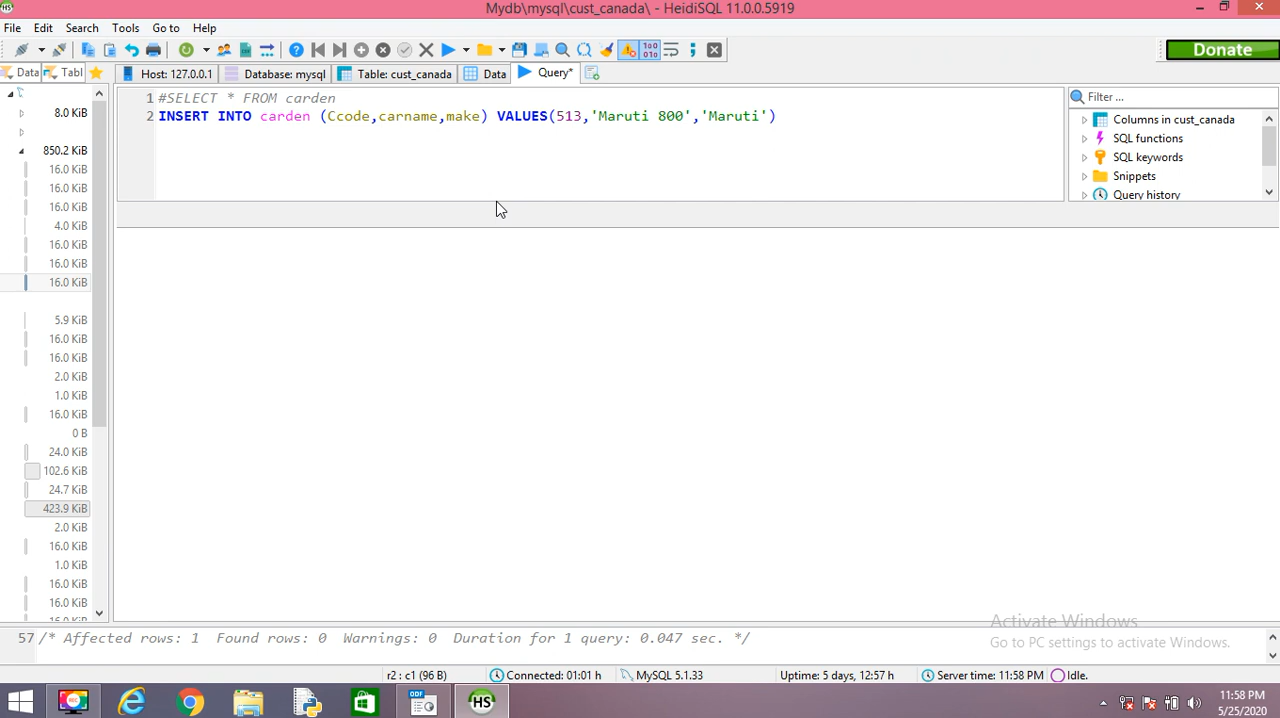 Mydb\mysql\cust_canada\ - HeidiSQL 11.0.0.5919
File Edit Search Tools Go to Help
Donate
Data Tabl Host: 127.0.0.1 Database: mysql Table: cust_canada Data Query*
1 #SELECT * FROM carden
2 INSERT INTO carden (Ccode,carname,make) VALUES(513,'Maruti 800','Maruti')
Filter ...
Columns in cust_canada
SQL functions
SQL keywords
Snippets
Query history
8.0 KiB
850.2 KiB
16.0 KiB
16.0 KiB
16.0 KiB
4.0 KiB
16.0 KiB
16.0 KiB
16.0 KiB
5.9 KiB
16.0 KiB
16.0 KiB
2.0 KiB
1.0 KiB
16.0 KiB
0 B
24.0 KiB
102.6 KiB
24.7 KiB
423.9 KiB
2.0 KiB
16.0 KiB
1.0 KiB
16.0 KiB
16.0 KiB
Activate Windows
Go to PC settings to activate Windows.
57 /* Affected rows: 1 Found rows: 0 Warnings: 0 Duration for 1 query: 0.047 sec. */
r2 : c1 (96 B) Connected: 01:01 h MySQL 5.1.33 Uptime: 5 days, 12:57 h Server time: 11:58 PM Idle.
11:58 PM
5/25/2020